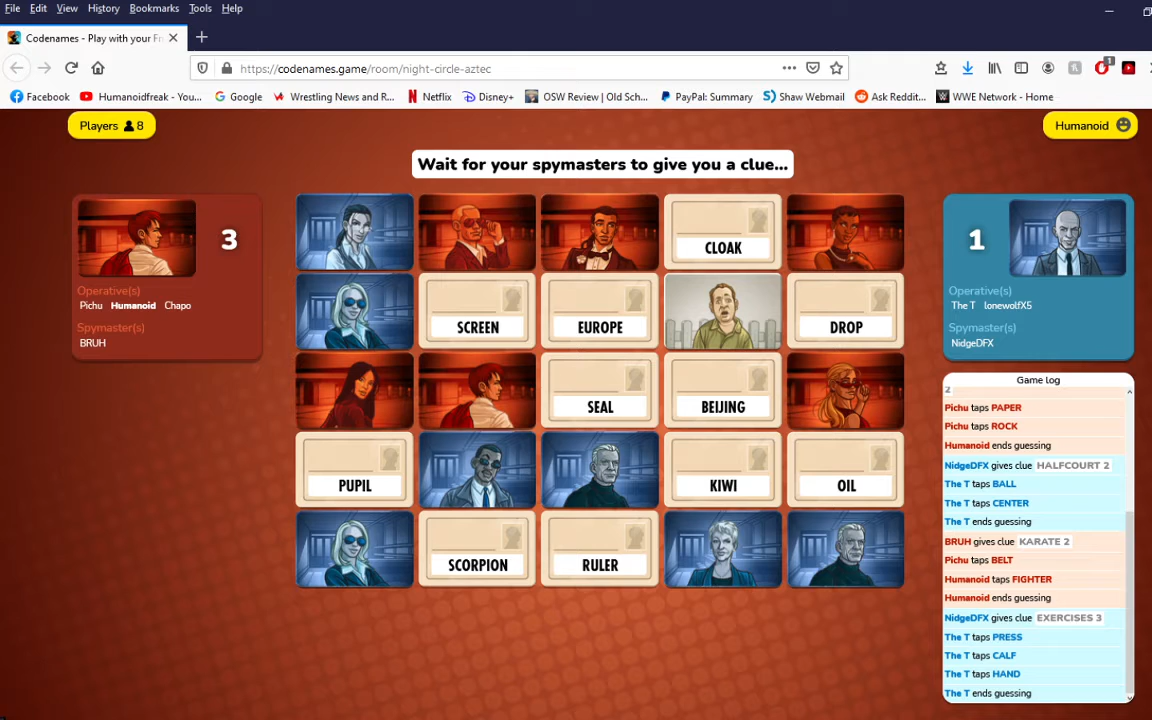 File Edit View History Bookmarks Tools Help
Codenames - Play with your Fri
https://codenames.game/room/night-circle-aztec
1
Facebook Humanoidfreak - You... Google Wrestling News and R... Netflix Disney+ OSW Review | Old Sch... PayPal: Summary Shaw Webmail Ask Reddit... WWE Network - Home
Players 8
Humanoid
Wait for your spymasters to give you a clue...
3
Operative(s)
Pichu Humanoid Chapo
Spymaster(s)
BRUH
CLOAK
SCREEN
EUROPE
DROP
SEAL
BEIJING
PUPIL
KIWI
OIL
SCORPION
RULER
1
Operative(s)
The T lonewolfX5
Spymaster(s)
NidgeDFX
Game log
2
Pichu taps PAPER
Pichu taps ROCK
Humanoid ends guessing
NidgeDFX gives clue HALFCOURT 2
The T taps BALL
The T taps CENTER
The T ends guessing
BRUH gives clue KARATE 2
Pichu taps BELT
Humanoid taps FIGHTER
Humanoid ends guessing
NidgeDFX gives clue EXERCISES 3
The T taps PRESS
The T taps CALF
The T taps HAND
The T ends guessing